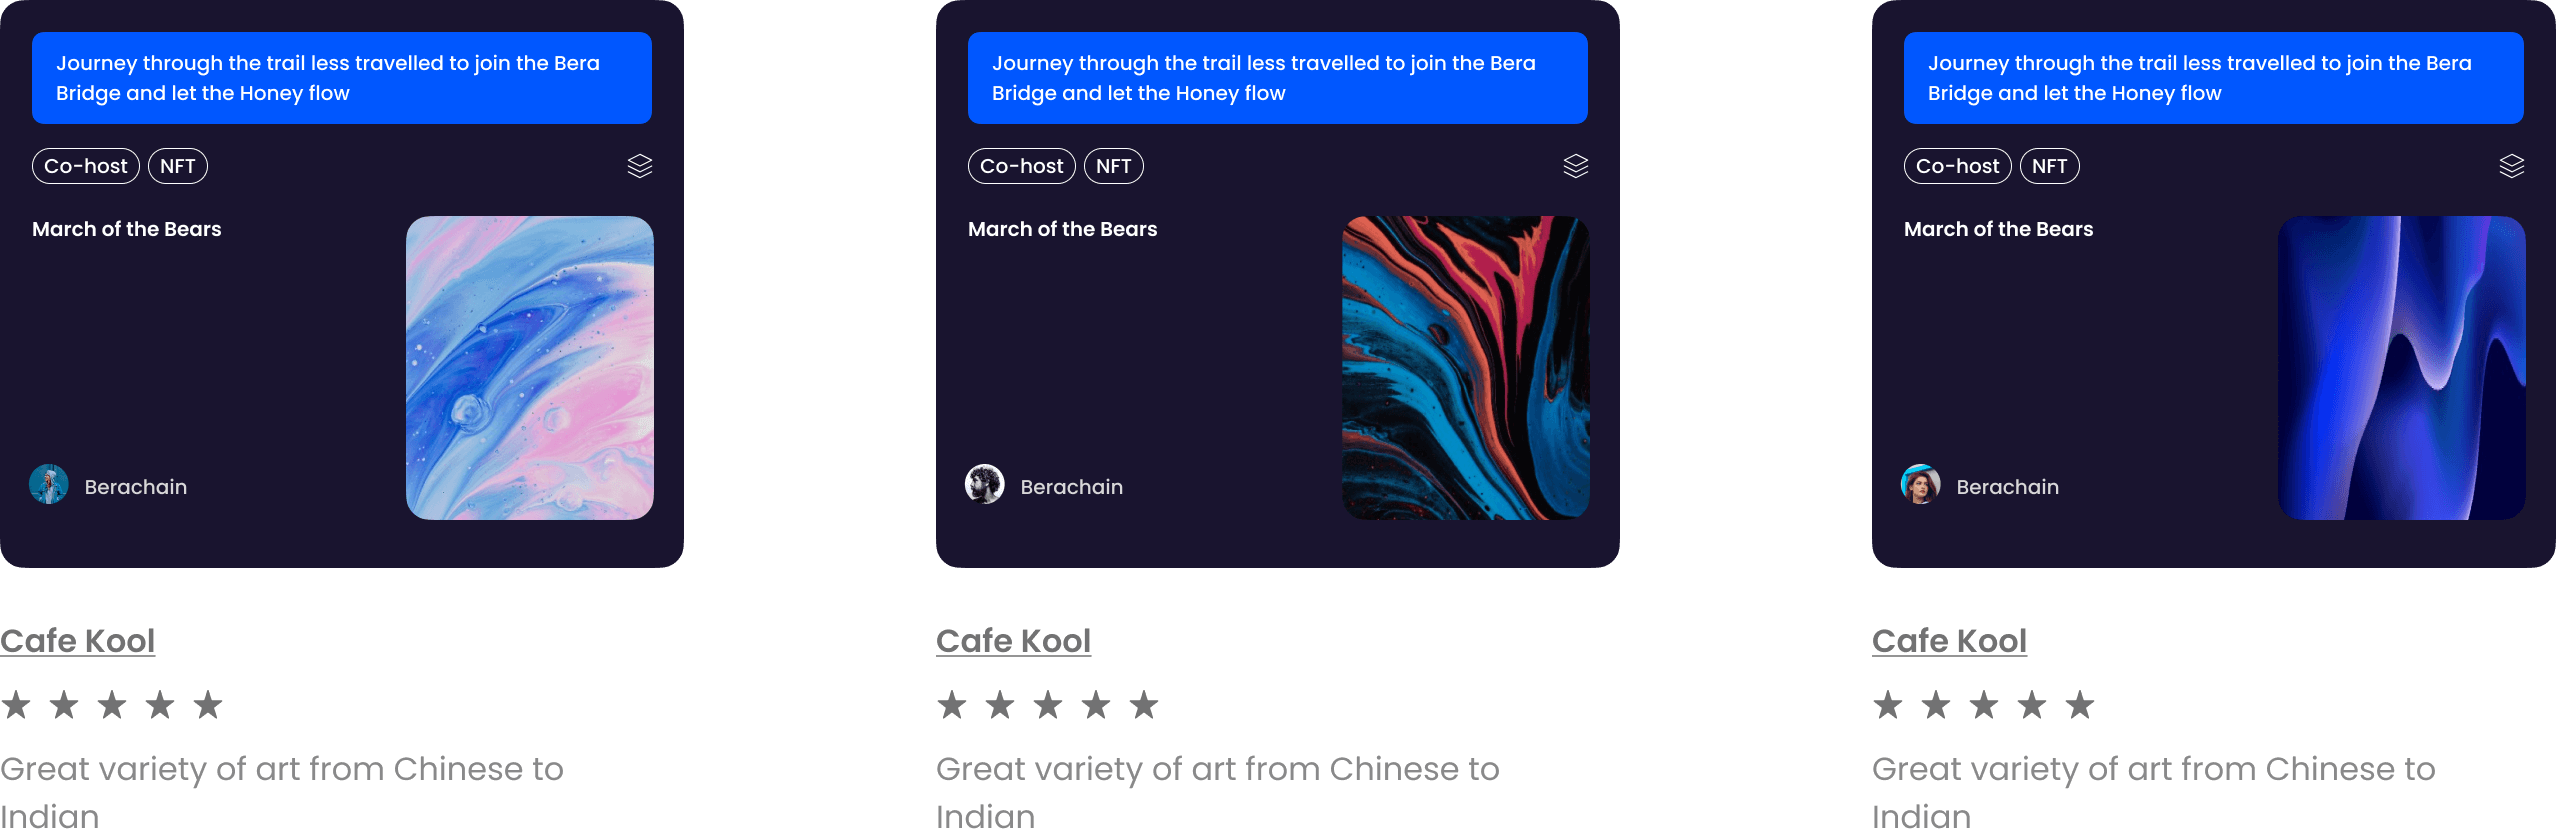 Journey through the trail less travelled to join the Bera
Bridge and let the Honey flow
Co-host
NFT
March of the Bears
Berachain
Cafe Kool
Great variety of art from Chinese to
Indian
Journey through the trail less travelled to join the Bera
Bridge and let the Honey flow
Co-host
NFT
March of the Bears
Berachain
Cafe Kool
Great variety of art from Chinese to
Indian
Journey through the trail less travelled to join the Bera
Bridge and let the Honey flow
Co-host
NFT
March of the Bears
Berachain
Cafe Kool
Great variety of art from Chinese to
Indian